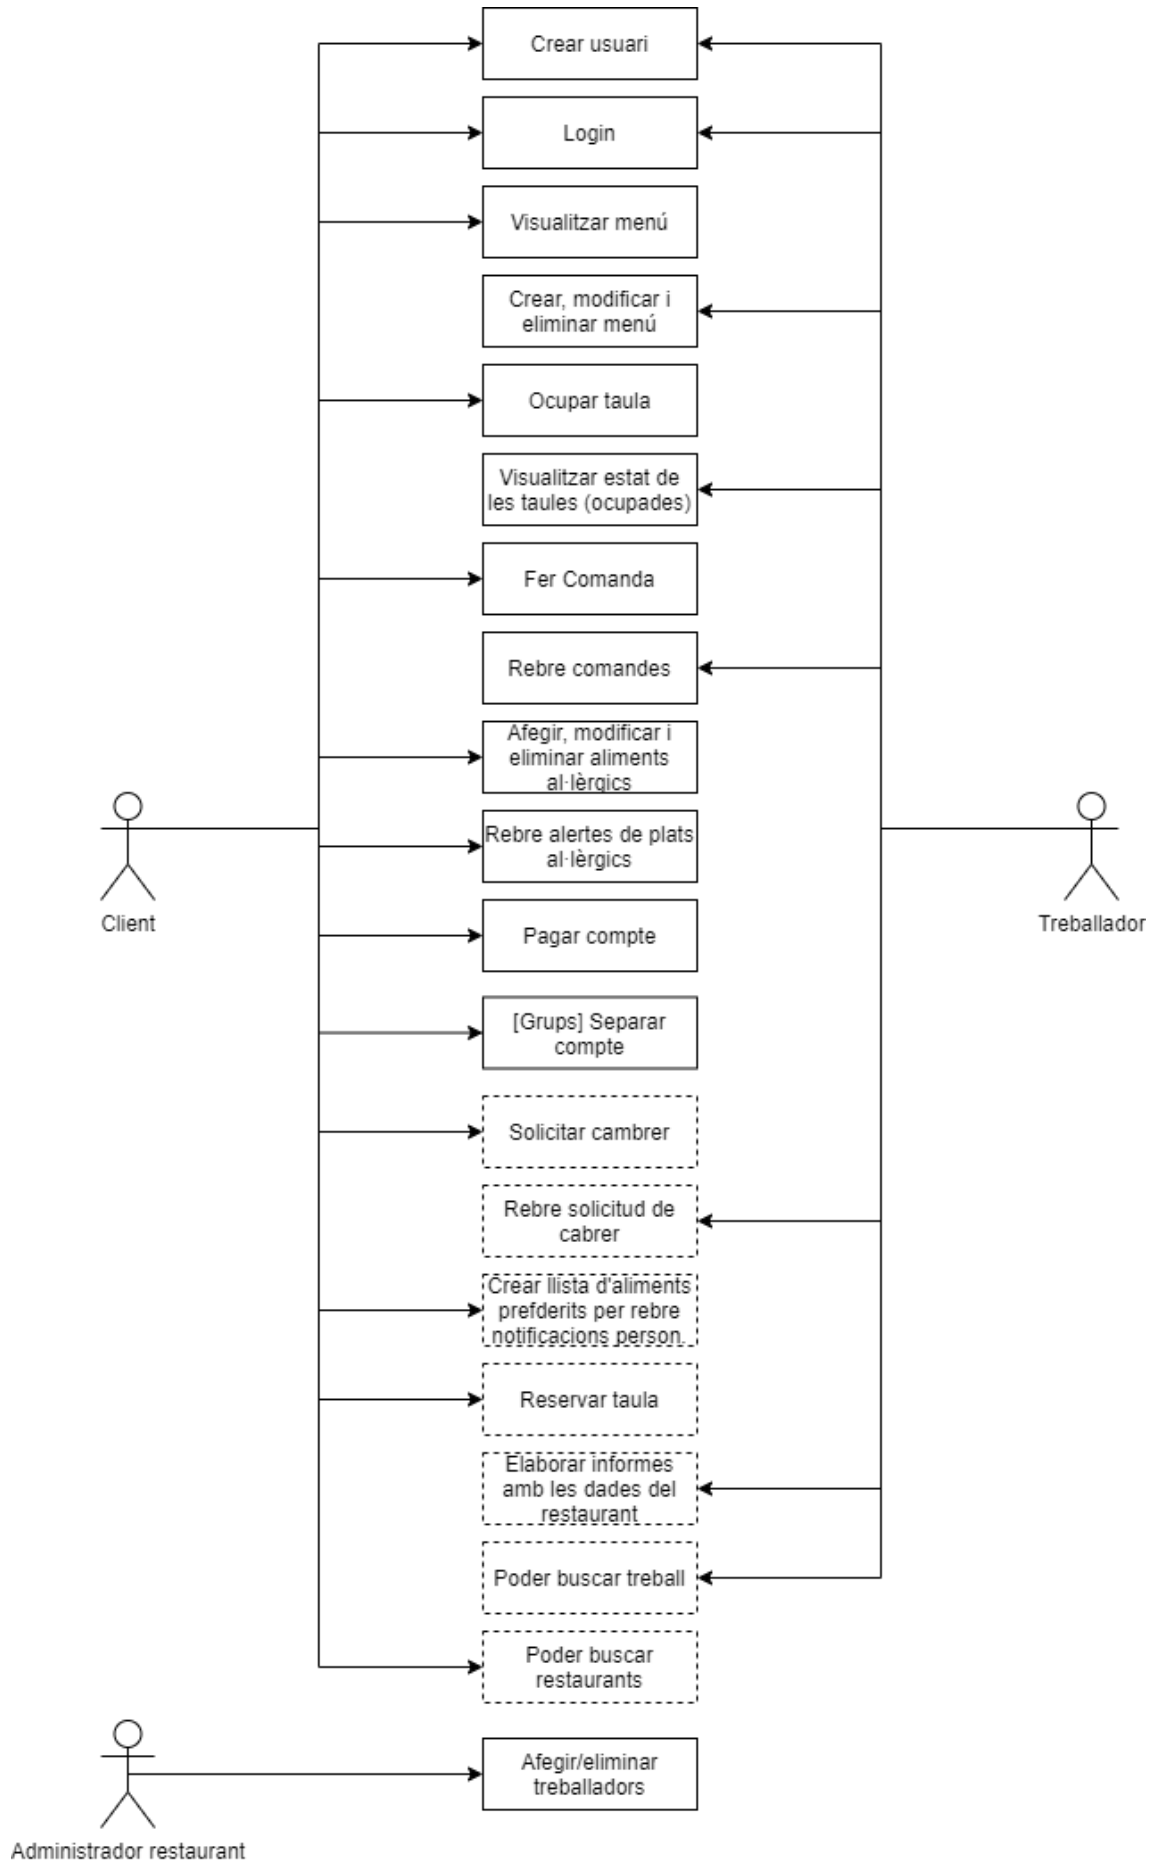 Crear usuari
Login
Visualitzar menú
Crear, modificar i
eliminar menú
Ocupar taula
Visualitzar estat de
les taules (ocupades)
Fer Comanda
Rebre comandes
Afegir, modificar i
eliminar aliments
al·lèrgics
Rebre alertes de plats
al·lèrgics
Client
Treballador
Pagar compte
[Grups] Separar
compte
Solicitar cambrer
Rebre solicitud de
cabrer
Crear llista d'aliments
prefderits per rebre
notificacions person.
Reservar taula
Elaborar informes
amb les dades del
restaurant
Poder buscar treball
Poder buscar
restaurants
Afegir/eliminar
treballadors
Administrador restaurant